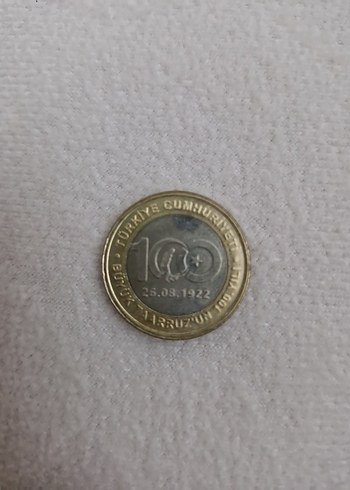 TÜRKİYE CUMHURİYETİ
100
26.08.1922
BÜYÜK TAARRUZ'UN 100. YILI